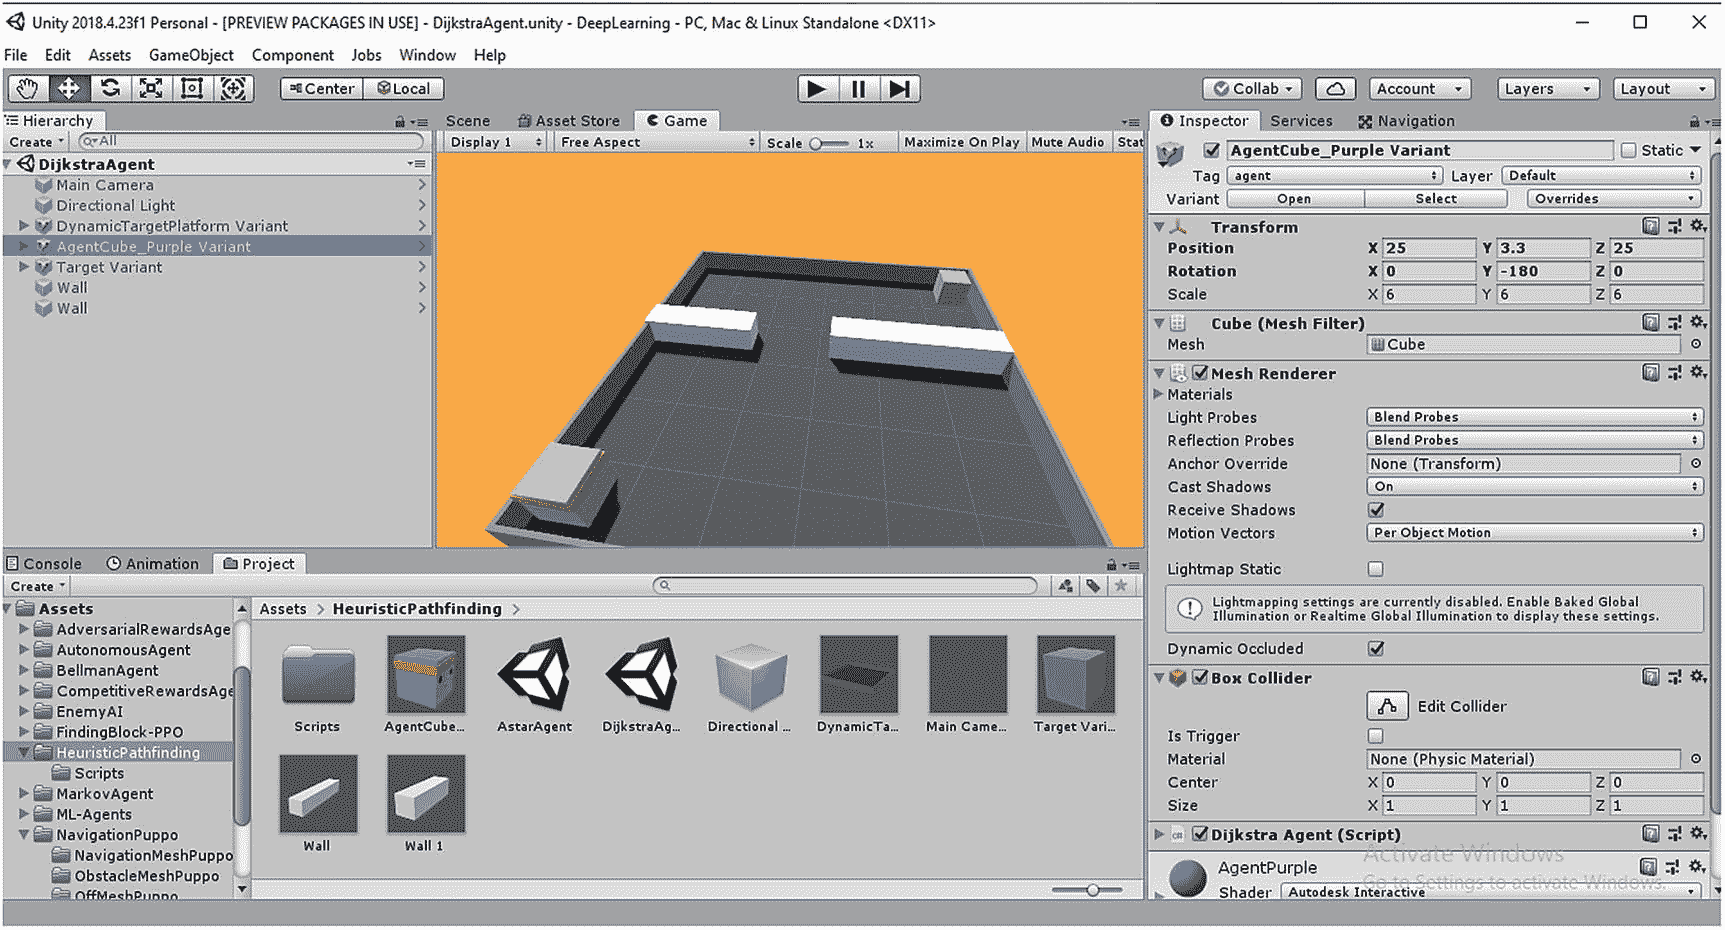 Unity 2018.4.23f1 Personal - [PREVIEW PACKAGES IN USE] - DijkstraAgent.unity - DeepLearning - PC, Mac & Linux Standalone <DX11>
File Edit Assets GameObject Component Jobs Window Help
Center Local Collab Account Layers Layout
Hierarchy
Create All
DijkstraAgent
Main Camera
Directional Light
DynamicTargetPlatform Variant
AgentCube_Purple Variant
Target Variant
Wall
Wall
Scene Asset Store Game
Display 1 Free Aspect Scale 1x Maximize On Play Mute Audio Stat
Console Animation Project
Create
Assets
AdversarialRewardsAge
AutonomousAgent
BellmanAgent
CompetitiveRewardsAge
EnemyAI
FindingBlock-PPO
HeuristicPathfinding
Scripts
MarkovAgent
ML-Agents
NavigationPuppo
NavigationMeshPuppo
ObstacleMeshPuppo
OffMeshPuppo
Assets > HeuristicPathfinding >
Scripts AgentCube... AstarAgent DijkstraAg... Directional ... DynamicTa... Main Came... Target Vari...
Wall Wall 1
Inspector Services Navigation
AgentCube_Purple Variant Static
Tag agent Layer Default
Variant Open Select Overrides
Transform
Position X 25 Y 3.3 Z 25
Rotation X 0 Y -180 Z 0
Scale X 6 Y 6 Z 6
Cube (Mesh Filter)
Mesh Cube
Mesh Renderer
Materials
Light Probes Blend Probes
Reflection Probes Blend Probes
Anchor Override None (Transform)
Cast Shadows On
Receive Shadows
Motion Vectors Per Object Motion
Lightmap Static
Lightmapping settings are currently disabled. Enable Baked Global
Illumination or Realtime Global Illumination to display these settings.
Dynamic Occluded
Box Collider
Edit Collider
Is Trigger
Material None (Physic Material)
Center X 0 Y 0 Z 0
Size X 1 Y 1 Z 1
Dijkstra Agent (Script)
Activate Windows
AgentPurple
Go to Settings to activate Windows.
Shader Autodesk Interactive